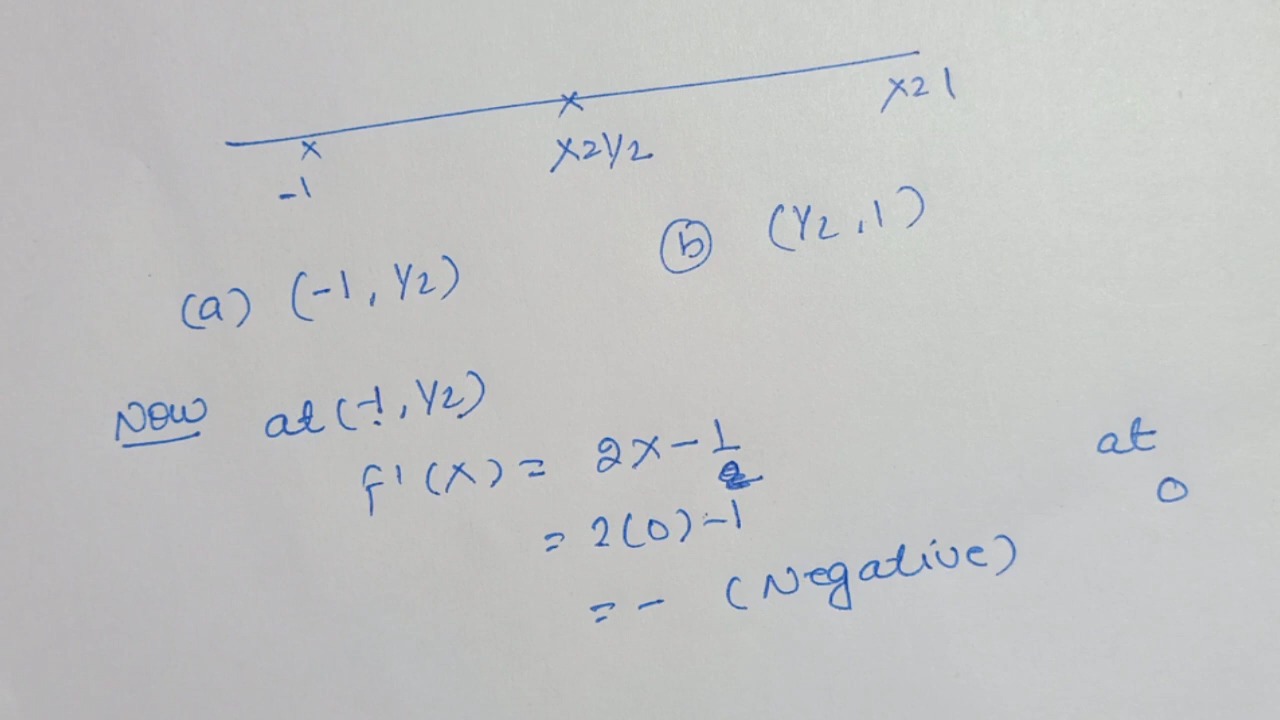 -1 x=1/2 x=1
(a) (-1, 1/2) (b) (1/2, 1)
Now at (-1, 1/2)
f'(x) = 2x - 1 at
= 2(0) - 1 0
= - (Negative)